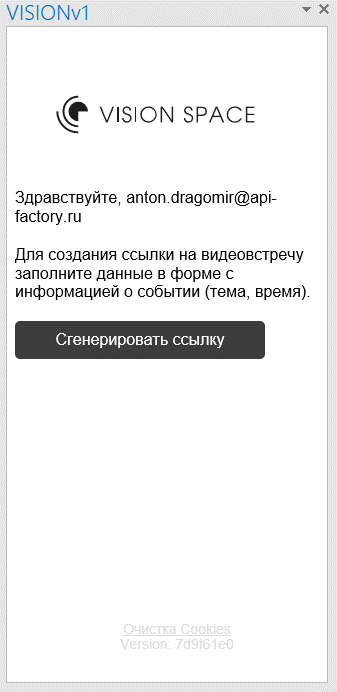 VISIONv1
VISION SPACE
Здравствуйте, anton.dragomir@api-
factory.ru
Для создания ссылки на видеовстречу
заполните данные в форме с
информацией о событии (тема, время).
Сгенерировать ссылку
Очистка Cookies
Version: 7d9f61e0